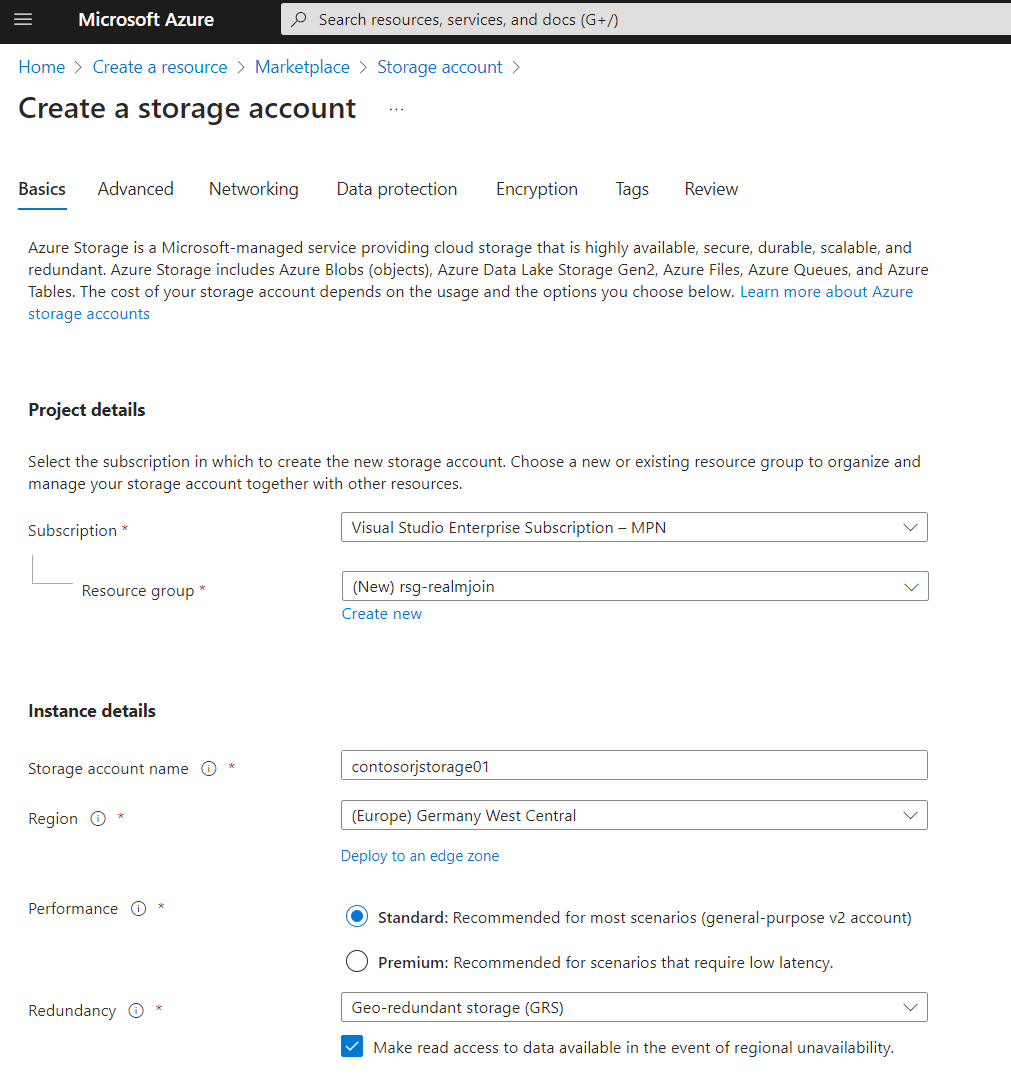 Microsoft Azure
Search resources, services, and docs (G+/)
Home > Create a resource > Marketplace > Storage account >
Create a storage account ...
Basics Advanced Networking Data protection Encryption Tags Review
Azure Storage is a Microsoft-managed service providing cloud storage that is highly available, secure, durable, scalable, and
redundant. Azure Storage includes Azure Blobs (objects), Azure Data Lake Storage Gen2, Azure Files, Azure Queues, and Azure
Tables. The cost of your storage account depends on the usage and the options you choose below. Learn more about Azure
storage accounts
Project details
Select the subscription in which to create the new storage account. Choose a new or existing resource group to organize and
manage your storage account together with other resources.
Subscription *
Visual Studio Enterprise Subscription – MPN
Resource group *
(New) rsg-realmjoin
Create new
Instance details
Storage account name *
contosorjstorage01
Region *
(Europe) Germany West Central
Deploy to an edge zone
Performance *
Standard: Recommended for most scenarios (general-purpose v2 account)
Premium: Recommended for scenarios that require low latency.
Redundancy *
Geo-redundant storage (GRS)
Make read access to data available in the event of regional unavailability.